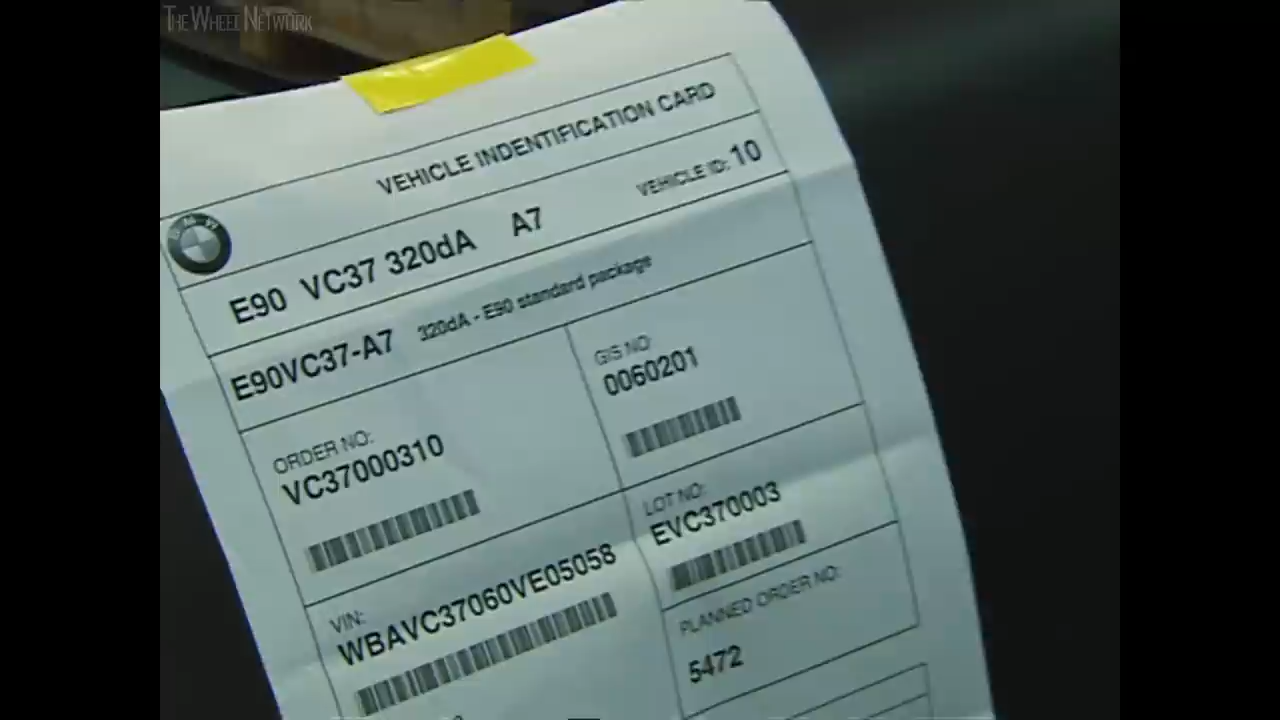 THE WHEEL NETWORK
VEHICLE INDENTIFICATION CARD
BMW
E90 VC37 320dA A7
VEHICLE ID: 10
E90VC37-A7 320dA - E90 standard package
ORDER NO:
VC37000310
GIS NO:
0060201
VIN:
WBAVC37060VE05058
LOT NO:
EVC370003
PLANNED ORDER NO:
5472